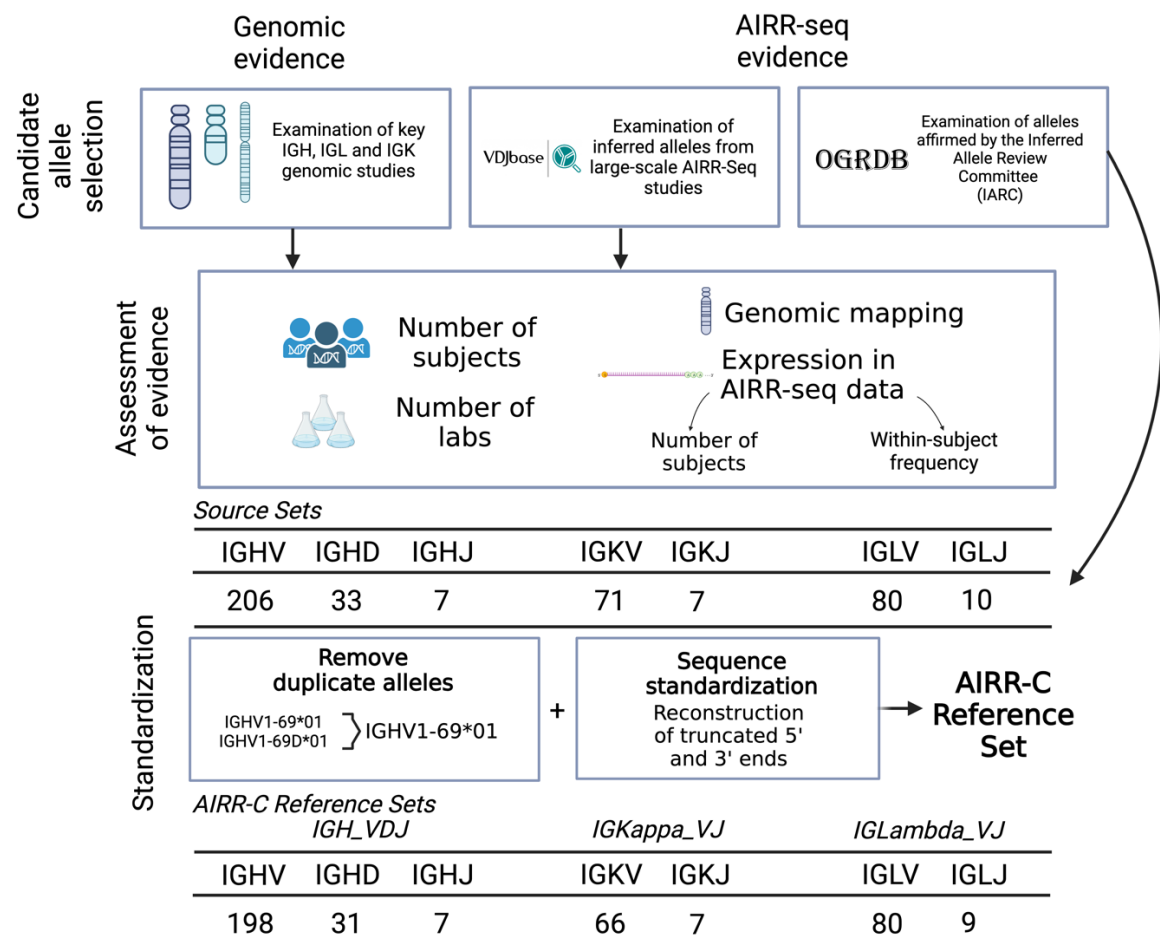 Genomic
evidence
AIRR-seq
evidence
Candidate
allele
selection
Examination of key
IGH, IGL and IGK
genomic studies
VDJbase
Examination of
inferred alleles from
large-scale AIRR-Seq
studies
OGRDB
Examination of alleles
affirmed by the Inferred
Allele Review
Committee
(IARC)
Assessment
of evidence
Number of
subjects
Number of
labs
Genomic mapping
Expression in
AIRR-seq data
Number of
subjects
Within-subject
frequency
Source Sets
IGHV IGHD IGHJ IGKV IGKJ IGLV IGLJ
206 33 7 71 7 80 10
Standardization
Remove
duplicate alleles
IGHV1-69*01
IGHV1-69D*01
IGHV1-69*01
+
Sequence
standardization
Reconstruction
of truncated 5'
and 3' ends
AIRR-C
Reference
Set
AIRR-C Reference Sets
IGH_VDJ IGKappa_VJ IGLambda_VJ
IGHV IGHD IGHJ IGKV IGKJ IGLV IGLJ
198 31 7 66 7 80 9